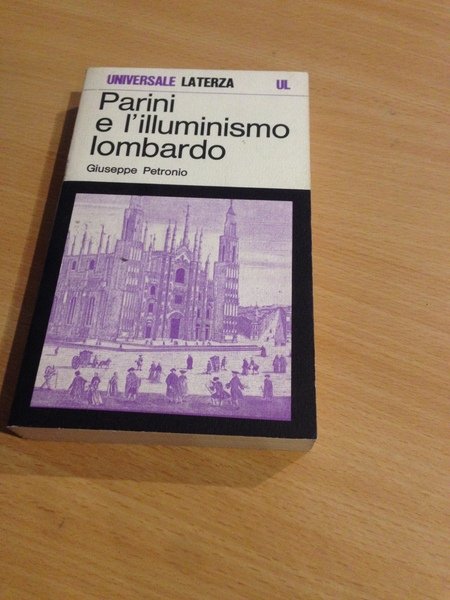 UNIVERSALE LATERZA UL
Parini
e l'illuminismo
lombardo
Giuseppe Petronio